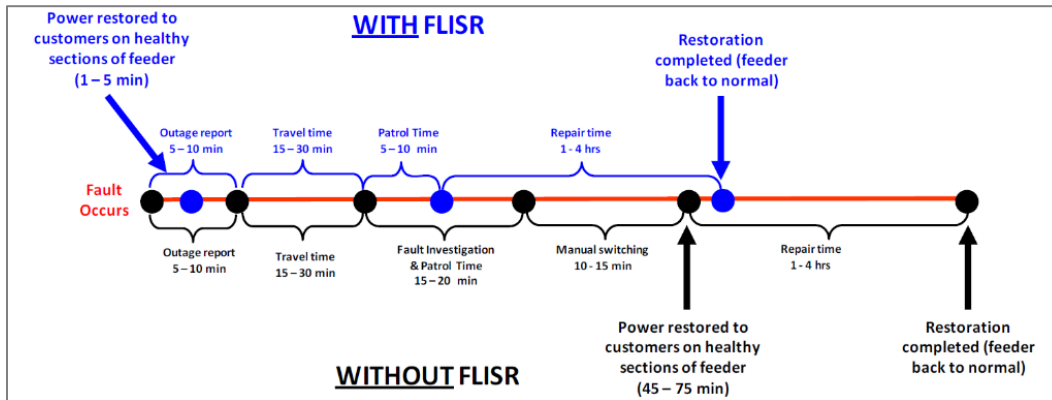 WITH FLISR
Power restored to
customers on healthy
sections of feeder
(1 – 5 min)
Restoration
completed (feeder
back to normal)
Outage report
5 – 10 min
Travel time
15 – 30 min
Patrol Time
5 – 10 min
Repair time
1 - 4 hrs
Fault
Occurs
Outage report
5 – 10 min
Travel time
15 – 30 min
Fault Investigation
& Patrol Time
15 – 20 min
Manual switching
10 - 15 min
Repair time
1 - 4 hrs
Power restored to
customers on healthy
sections of feeder
(45 – 75 min)
Restoration
completed (feeder
back to normal)
WITHOUT FLISR